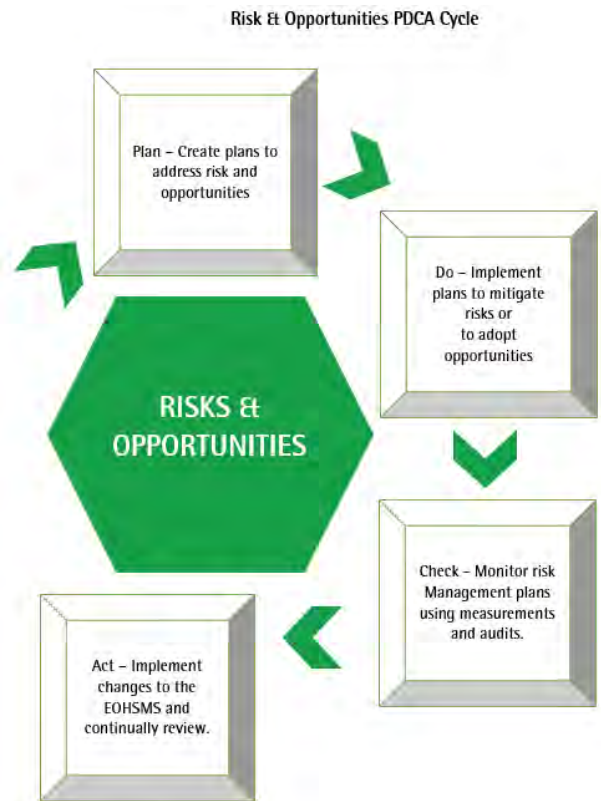 Risk & Opportunities PDCA Cycle
Plan – Create plans to
address risk and
opportunities
Do – Implement
plans to mitigate
risks or
to adopt
opportunities
RISKS &
OPPORTUNITIES
Check – Monitor risk
Management plans
using measurements
and audits.
Act – Implement
changes to the
EOHSMS and
continually review.